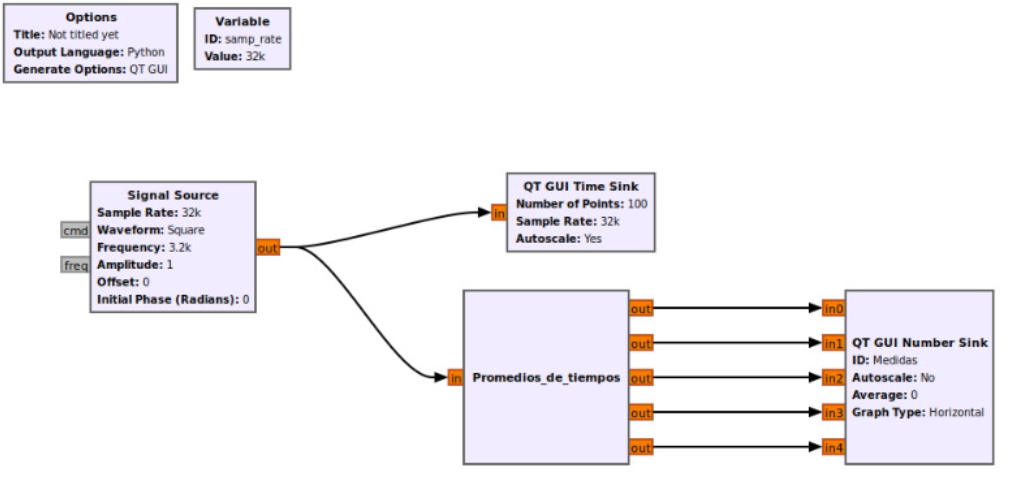 Options
Title: Not titled yet
Output Language: Python
Generate Options: QT GUI
Variable
ID: samp_rate
Value: 32k
Signal Source
Sample Rate: 32k
Waveform: Square
Frequency: 3.2k
Amplitude: 1
Offset: 0
Initial Phase (Radians): 0
cmd
freq
out
in
QT GUI Time Sink
Number of Points: 100
Sample Rate: 32k
Autoscale: Yes
in
Promedios_de_tiempos
out
out
out
out
out
in0
in1
in2
in3
in4
QT GUI Number Sink
ID: Medidas
Autoscale: No
Average: 0
Graph Type: Horizontal